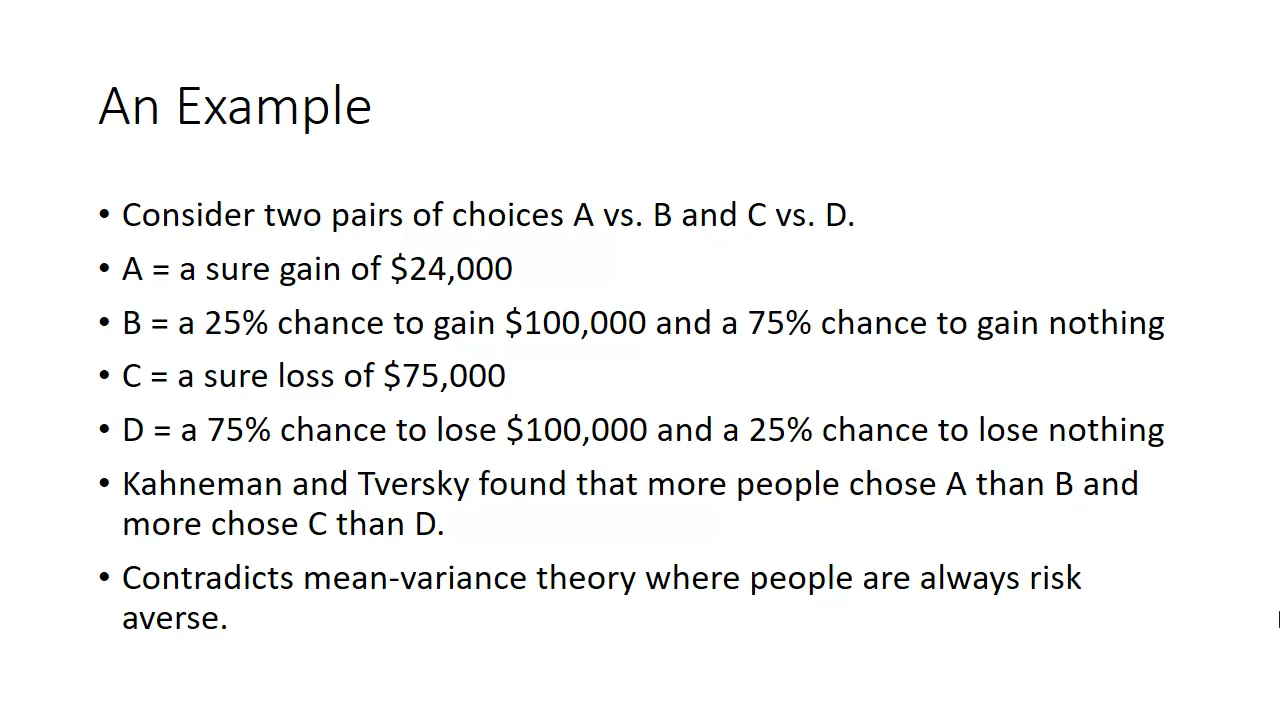 An Example
• Consider two pairs of choices A vs. B and C vs. D.
• A = a sure gain of $24,000
• B = a 25% chance to gain $100,000 and a 75% chance to gain nothing
• C = a sure loss of $75,000
• D = a 75% chance to lose $100,000 and a 25% chance to lose nothing
• Kahneman and Tversky found that more people chose A than B and
more chose C than D.
• Contradicts mean-variance theory where people are always risk
averse.